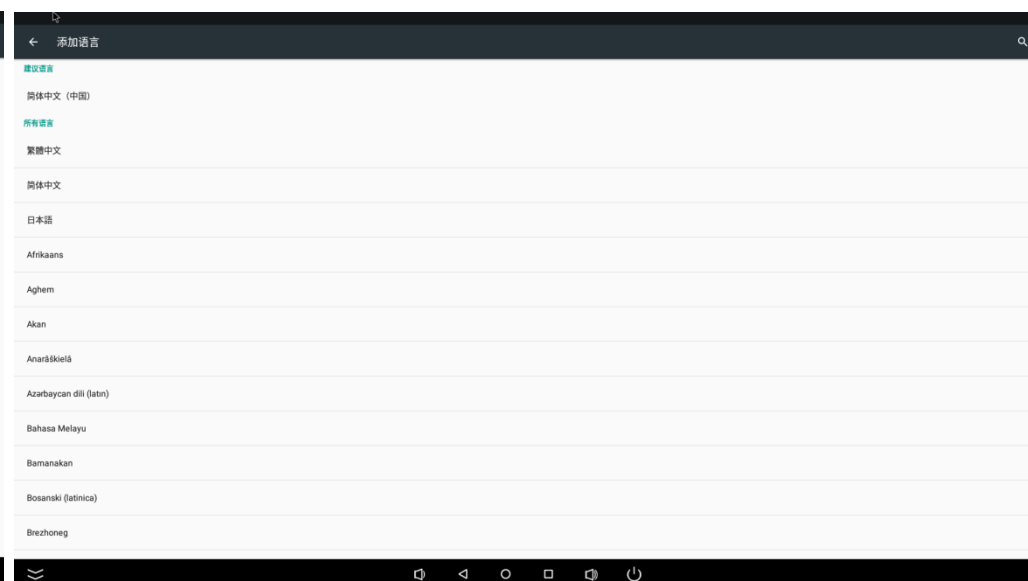 添加语言
建议语言
简体中文（中国）
所有语言
繁體中文
简体中文
日本語
Afrikaans
Aghem
Akan
Anarâškielâ
Azərbaycan dili (latın)
Bahasa Melayu
Bamanakan
Bosanski (latinica)
Brezhoneg